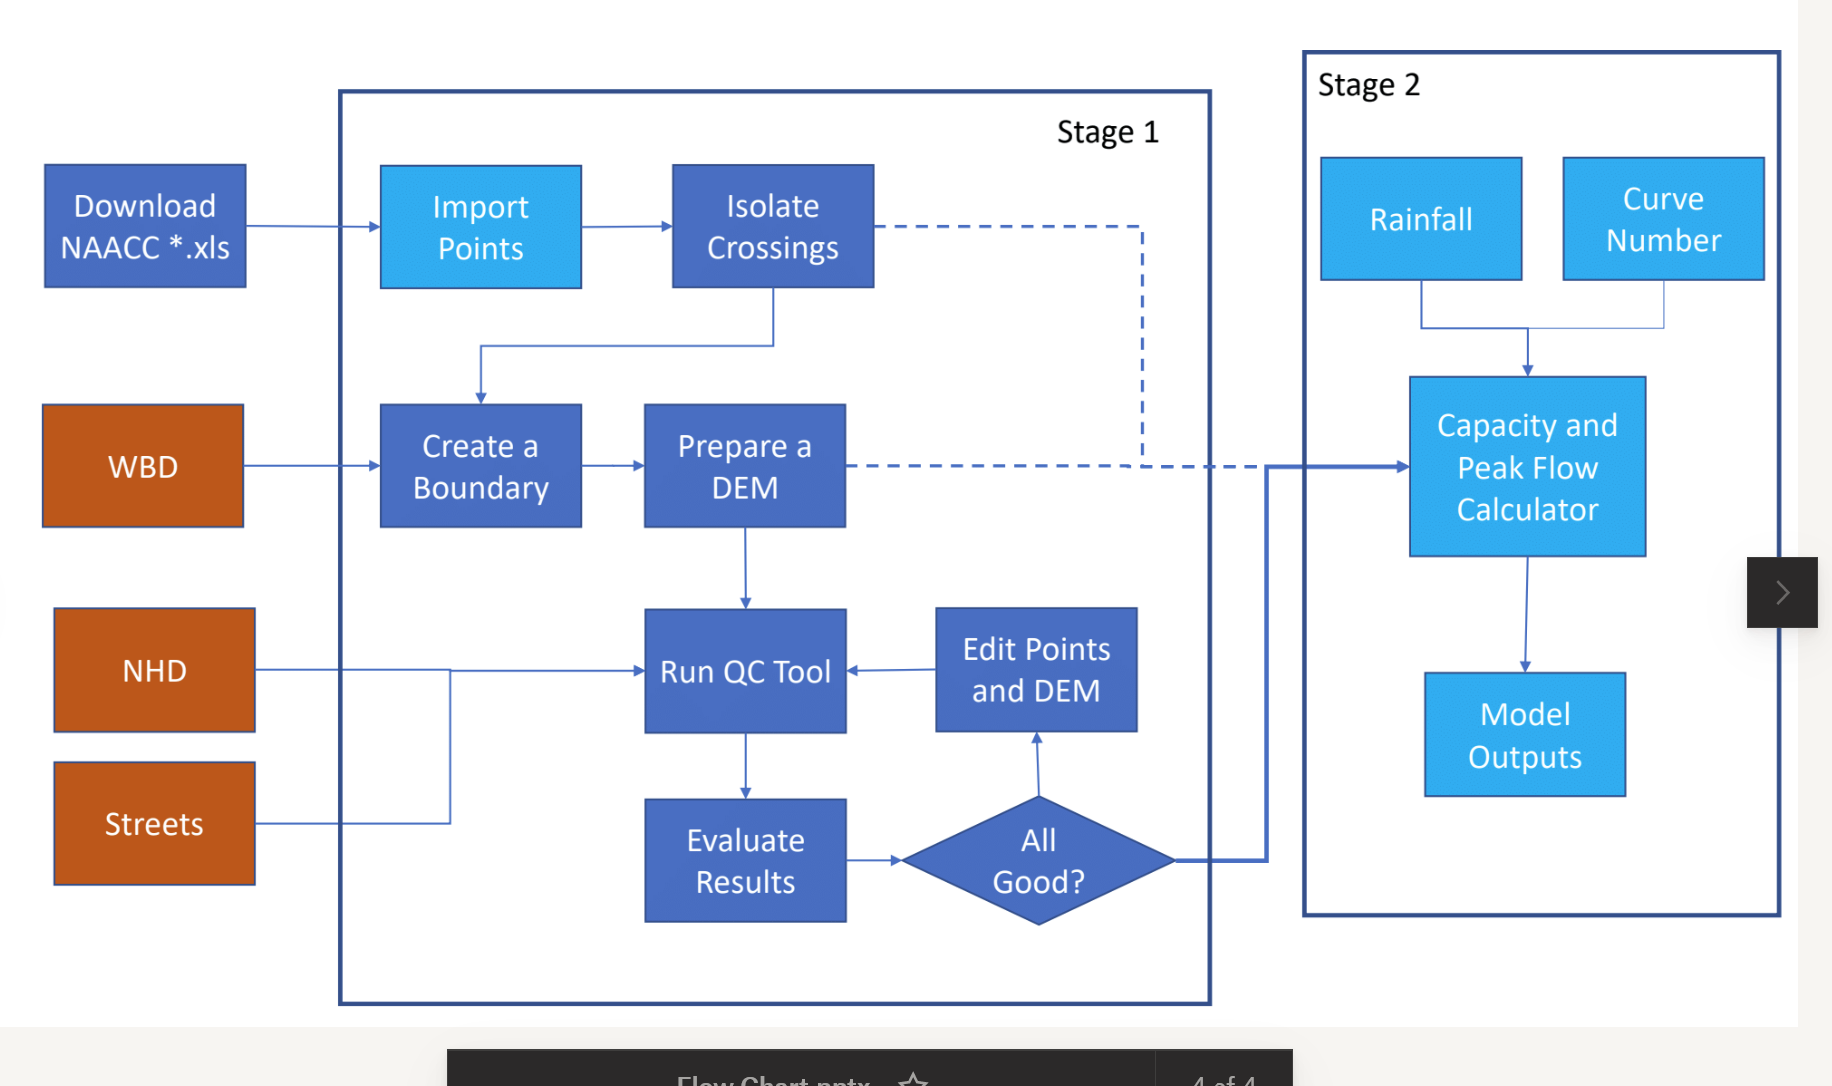 Stage 1
Stage 2
Download
NAACC *.xls
Import
Points
Isolate
Crossings
Rainfall
Curve
Number
WBD
Create a
Boundary
Prepare a
DEM
Capacity and
Peak Flow
Calculator
NHD
Run QC Tool
Edit Points
and DEM
Model
Outputs
Streets
Evaluate
Results
All
Good?
Flow Chart.pptx
4 of 4